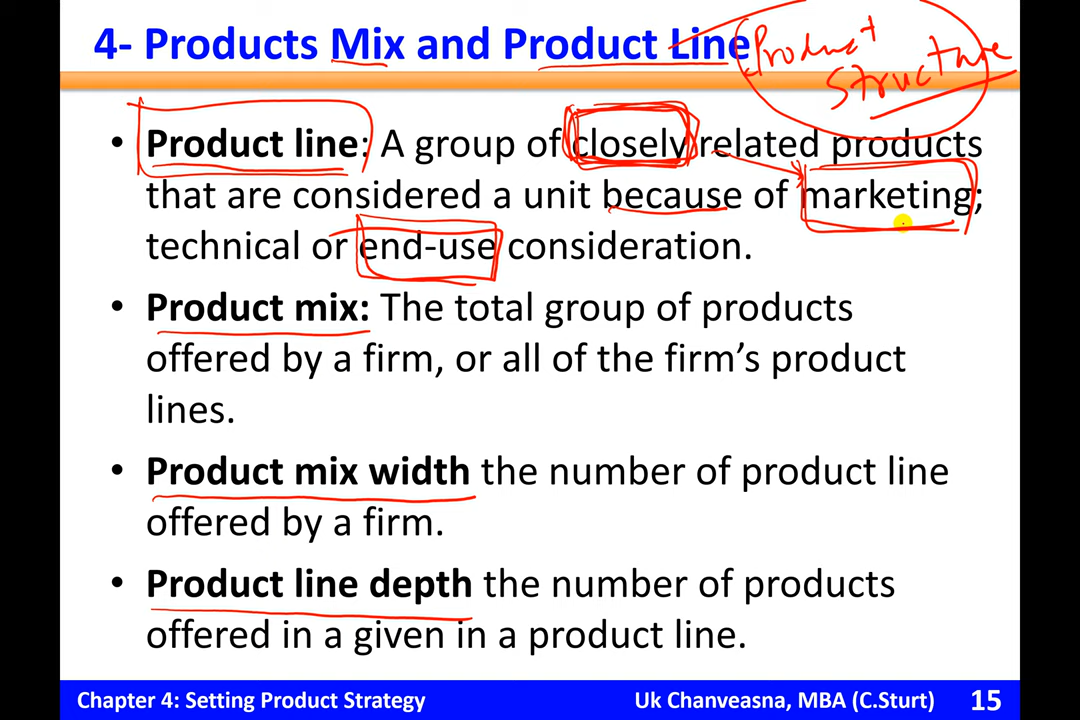 4- Products Mix and Product Line
Product
structure
• Product line: A group of closely related products
that are considered a unit because of marketing;
technical or end-use consideration.
• Product mix: The total group of products
offered by a firm, or all of the firm’s product
lines.
• Product mix width the number of product line
offered by a firm.
• Product line depth the number of products
offered in a given in a product line.
Chapter 4: Setting Product Strategy Uk Chanveasna, MBA (C.Sturt) 15